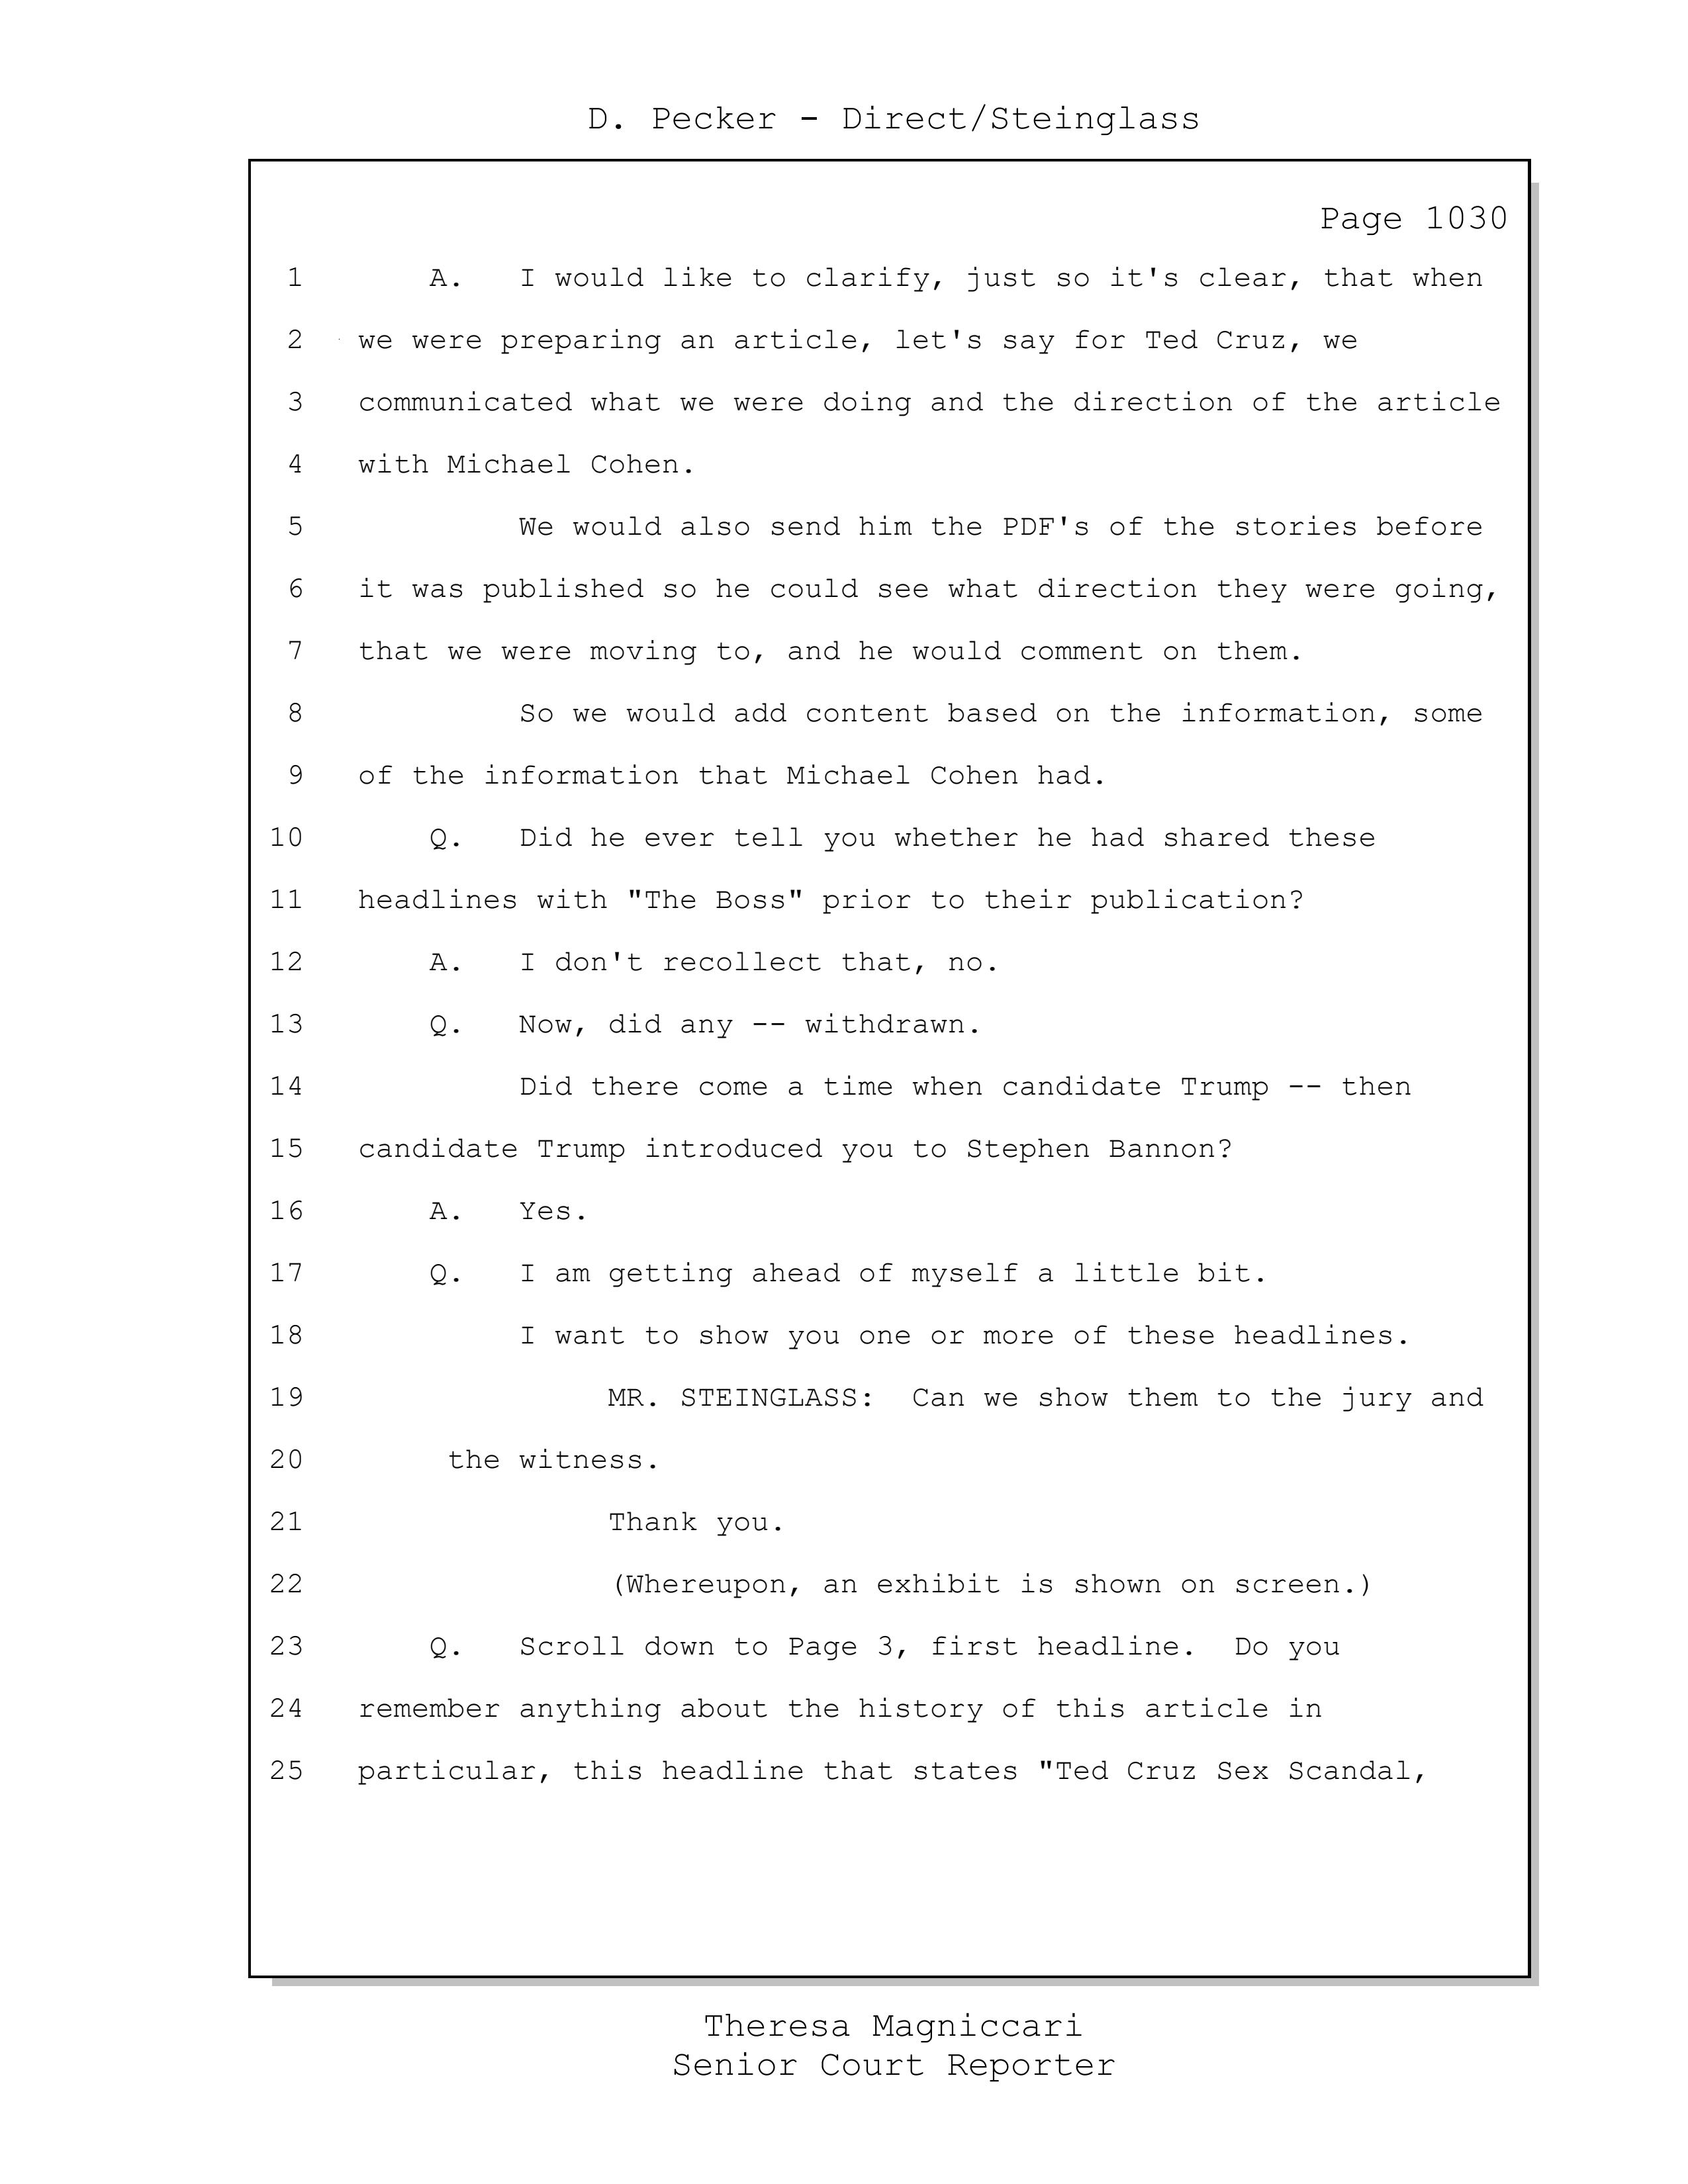 D. Pecker - Direct/Steinglass
Page 1030
1 A. I would like to clarify, just so it's clear, that when
2 we were preparing an article, let's say for Ted Cruz, we
3 communicated what we were doing and the direction of the article
4 with Michael Cohen.
5 We would also send him the PDF's of the stories before
6 it was published so he could see what direction they were going,
7 that we were moving to, and he would comment on them.
8 So we would add content based on the information, some
9 of the information that Michael Cohen had.
10 Q. Did he ever tell you whether he had shared these
11 headlines with "The Boss" prior to their publication?
12 A. I don't recollect that, no.
13 Q. Now, did any -- withdrawn.
14 Did there come a time when candidate Trump -- then
15 candidate Trump introduced you to Stephen Bannon?
16 A. Yes.
17 Q. I am getting ahead of myself a little bit.
18 I want to show you one or more of these headlines.
19 MR. STEINGLASS: Can we show them to the jury and
20 the witness.
21 Thank you.
22 (Whereupon, an exhibit is shown on screen.)
23 Q. Scroll down to Page 3, first headline. Do you
24 remember anything about the history of this article in
25 particular, this headline that states "Ted Cruz Sex Scandal,
Theresa Magniccari
Senior Court Reporter